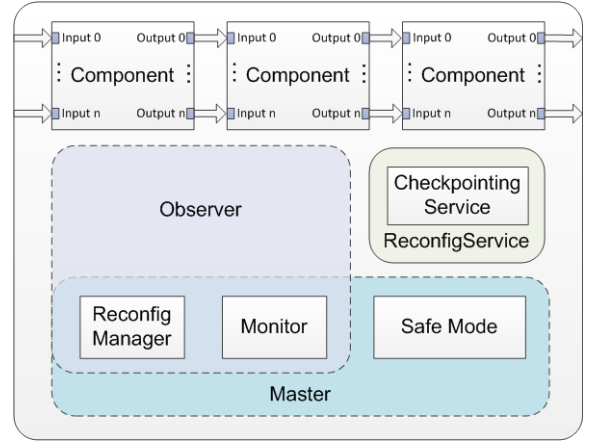 Input 0 Output 0 Input 0 Output 0 Input 0 Output 0
Component Component Component
Input n Output n Input n Output n Input n Output n
Checkpointing
Service
Observer
ReconfigService
Reconfig
Manager
Monitor
Safe Mode
Master